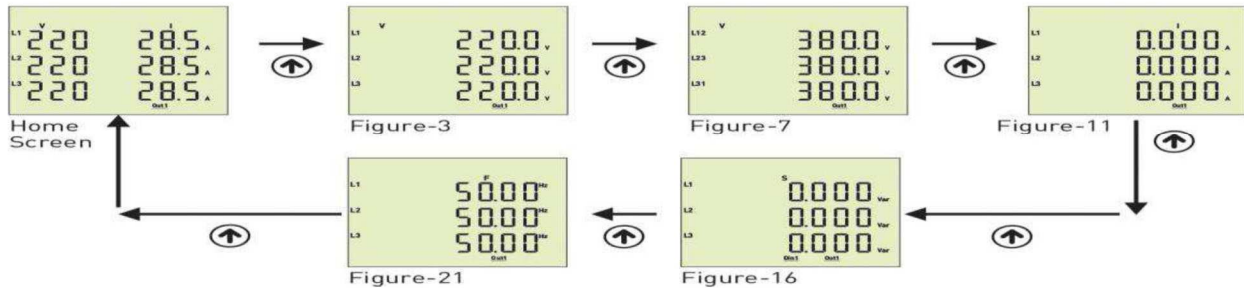 V I
L1 220 28.5 A
L2 220 28.5 A
L3 220 28.5 A
Out1
Home
Screen
V
L1 220.0 V
L2 220.0 V
L3 220.0 V
Out1
Figure-3
V
L12 380.0 V
L23 380.0 V
L31 380.0 V
Out1
Figure-7
I
L1 0.000 A
L2 0.000 A
L3 0.000 A
Out1
Figure-11
S
L1 0.000 Var
L2 0.000 Var
L3 0.000 Var
Din1 Out1
Figure-16
F
L1 50.00 Hz
L2 50.00 Hz
L3 50.00 Hz
Out1
Figure-21